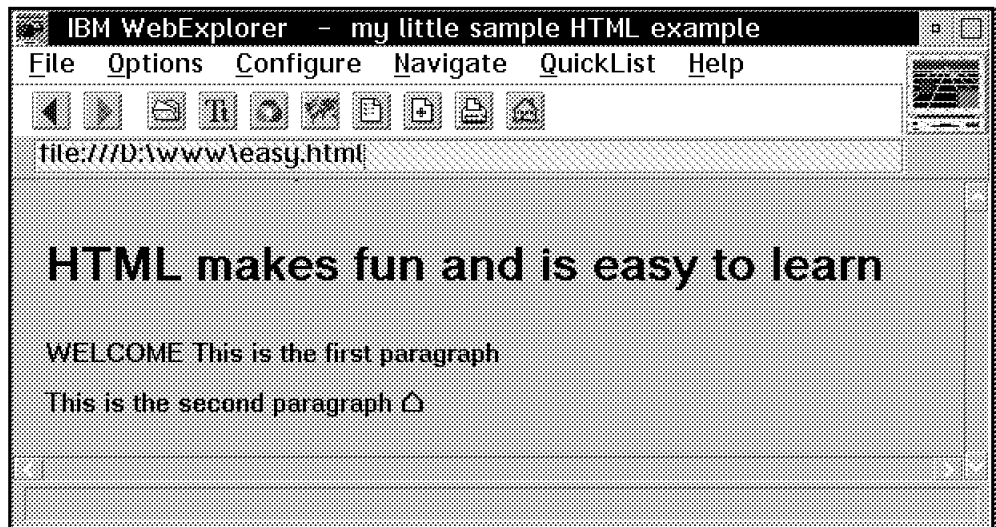 IBM WebExplorer - my little sample HTML example
File Options Configure Navigate QuickList Help
Tt
file:///D:\www\easy.html
HTML makes fun and is easy to learn
WELCOME This is the first paragraph
This is the second paragraph